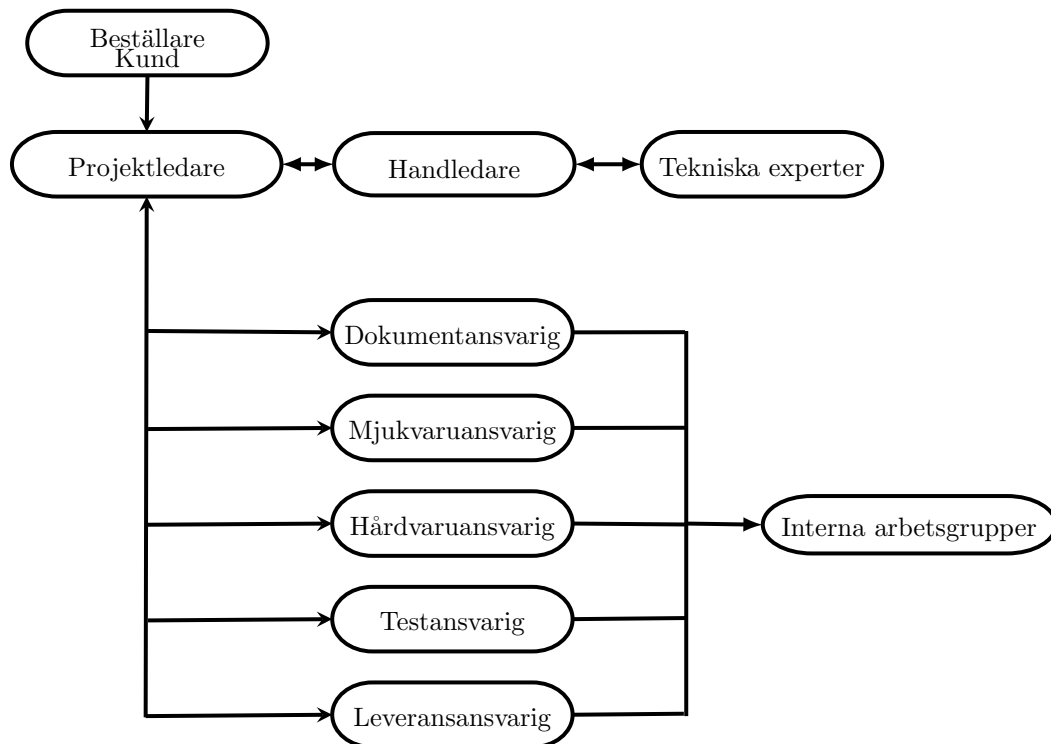 Beställare
Kund
Projektledare
Handledare
Tekniska experter
Dokumentansvarig
Mjukvaruansvarig
Hårdvaruansvarig
Interna arbetsgrupper
Testansvarig
Leveransansvarig